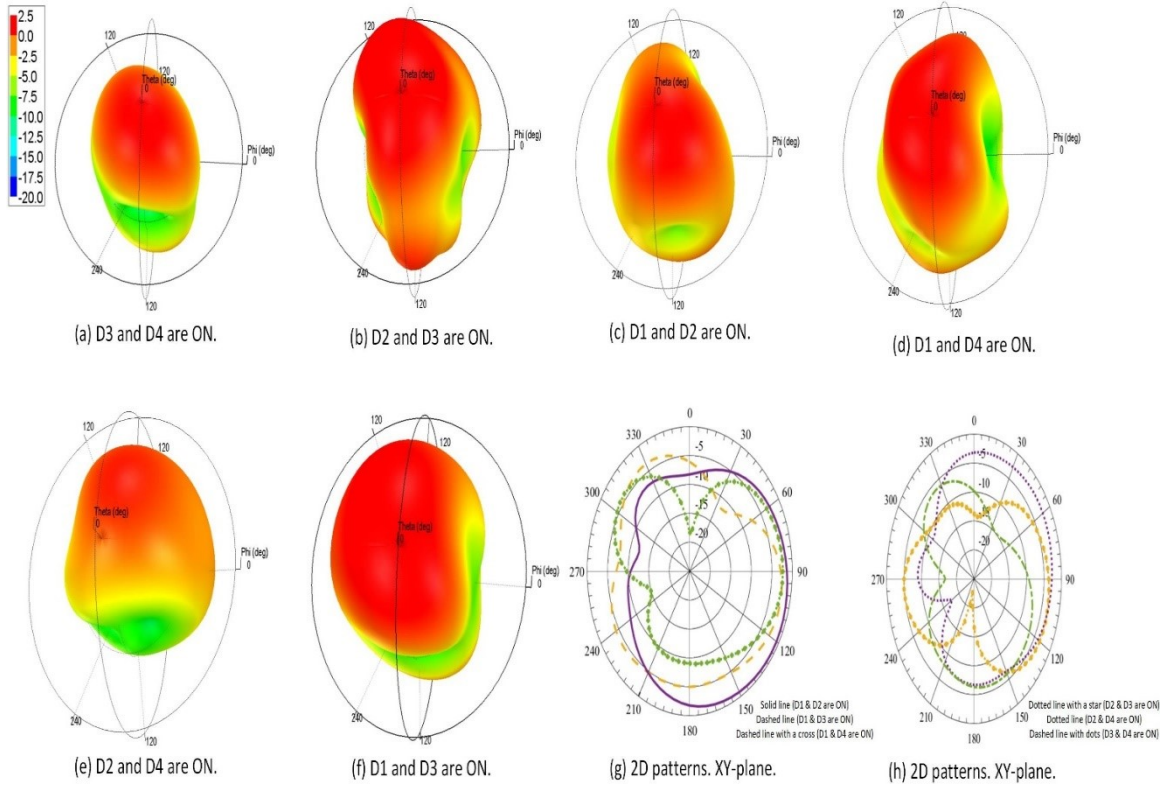 2.5
0.0
-2.5
-5.0
-7.5
-10.0
-12.5
-15.0
-17.5
-20.0
120
120
Theta (deg)
0
Phi (deg)
0
240
120
(a) D3 and D4 are ON.
120
120
Theta (deg)
0
Phi (deg)
0
240
120
(b) D2 and D3 are ON.
120
120
Theta (deg)
0
Phi (deg)
0
240
120
(c) D1 and D2 are ON.
120
120
Theta (deg)
Phi (deg)
0
240
120
(d) D1 and D4 are ON.
120
120
Theta (deg)
0
Phi (deg)
0
240
120
(e) D2 and D4 are ON.
120
120
Theta (deg)
Phi (deg)
0
240
120
(f) D1 and D3 are ON.
0
330
30
-5
300
-10
60
-15
-20
270
90
240
120
210
150
180
Solid line (D1 & D2 are ON)
Dashed line (D1 & D3 are ON)
Dashed line with a cross (D1 & D4 are ON)
(g) 2D patterns. XY-plane.
0
330
30
-5
300
-10
60
-15
-20
270
90
240
120
210
150
180
Dotted line with a star (D2 & D3 are ON)
Dotted line (D2 & D4 are ON)
Dashed line with dots (D3 & D4 are ON)
(h) 2D patterns. XY-plane.